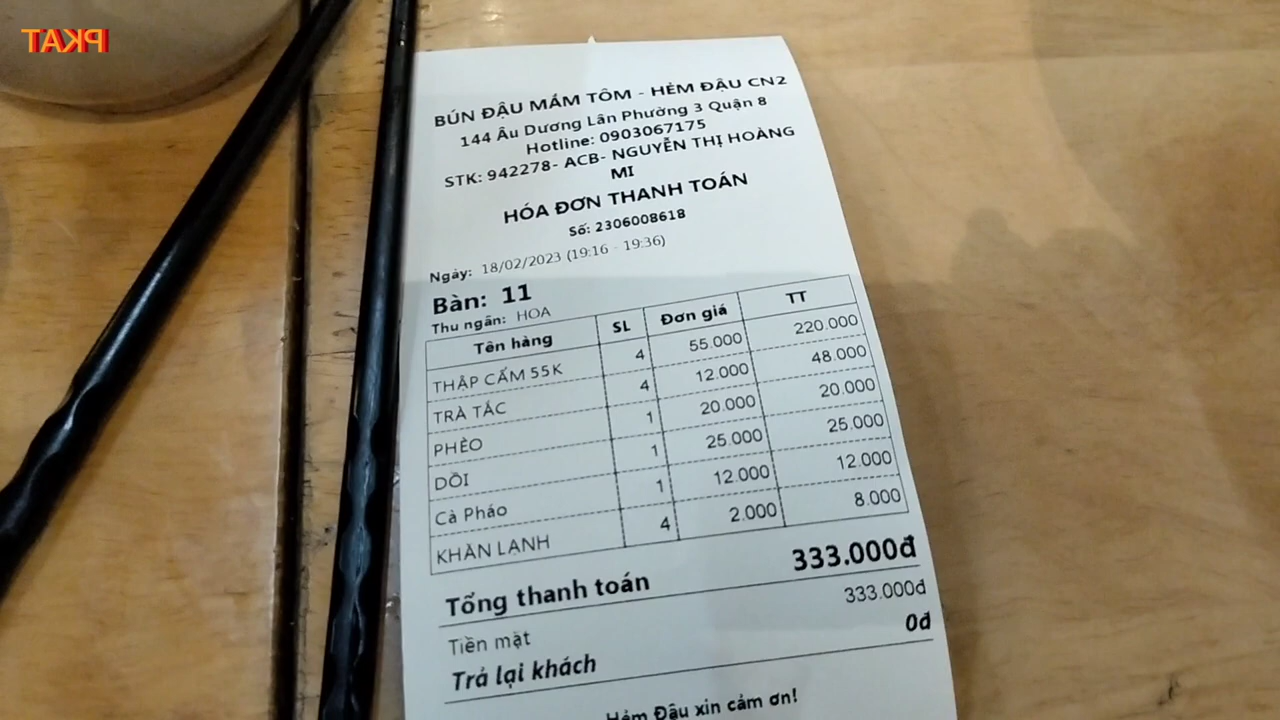 PKAT
BÚN ĐẬU MẮM TÔM - HẺM ĐẬU CN2
144 Âu Dương Lân Phường 3 Quận 8
Hotline: 0903067175
STK: 942278- ACB- NGUYỄN THỊ HOÀNG
MI
HÓA ĐƠN THANH TOÁN
Số: 2306008618
Ngày: 18/02/2023 (19:16 - 19:36)
Bàn: 11
Thu ngân: HOA
Tên hàng SL Đơn giá TT
THẬP CẨM 55K 4 55.000 220.000
TRÀ TẮC 4 12.000 48.000
PHÈO 1 20.000 20.000
DỒI 1 25.000 25.000
Cà Pháo 1 12.000 12.000
KHĂN LẠNH 4 2.000 8.000
Tổng thanh toán 333.000đ
Tiền mặt 333.000đ
Trả lại khách 0đ
Hẻm Đậu xin cảm ơn!